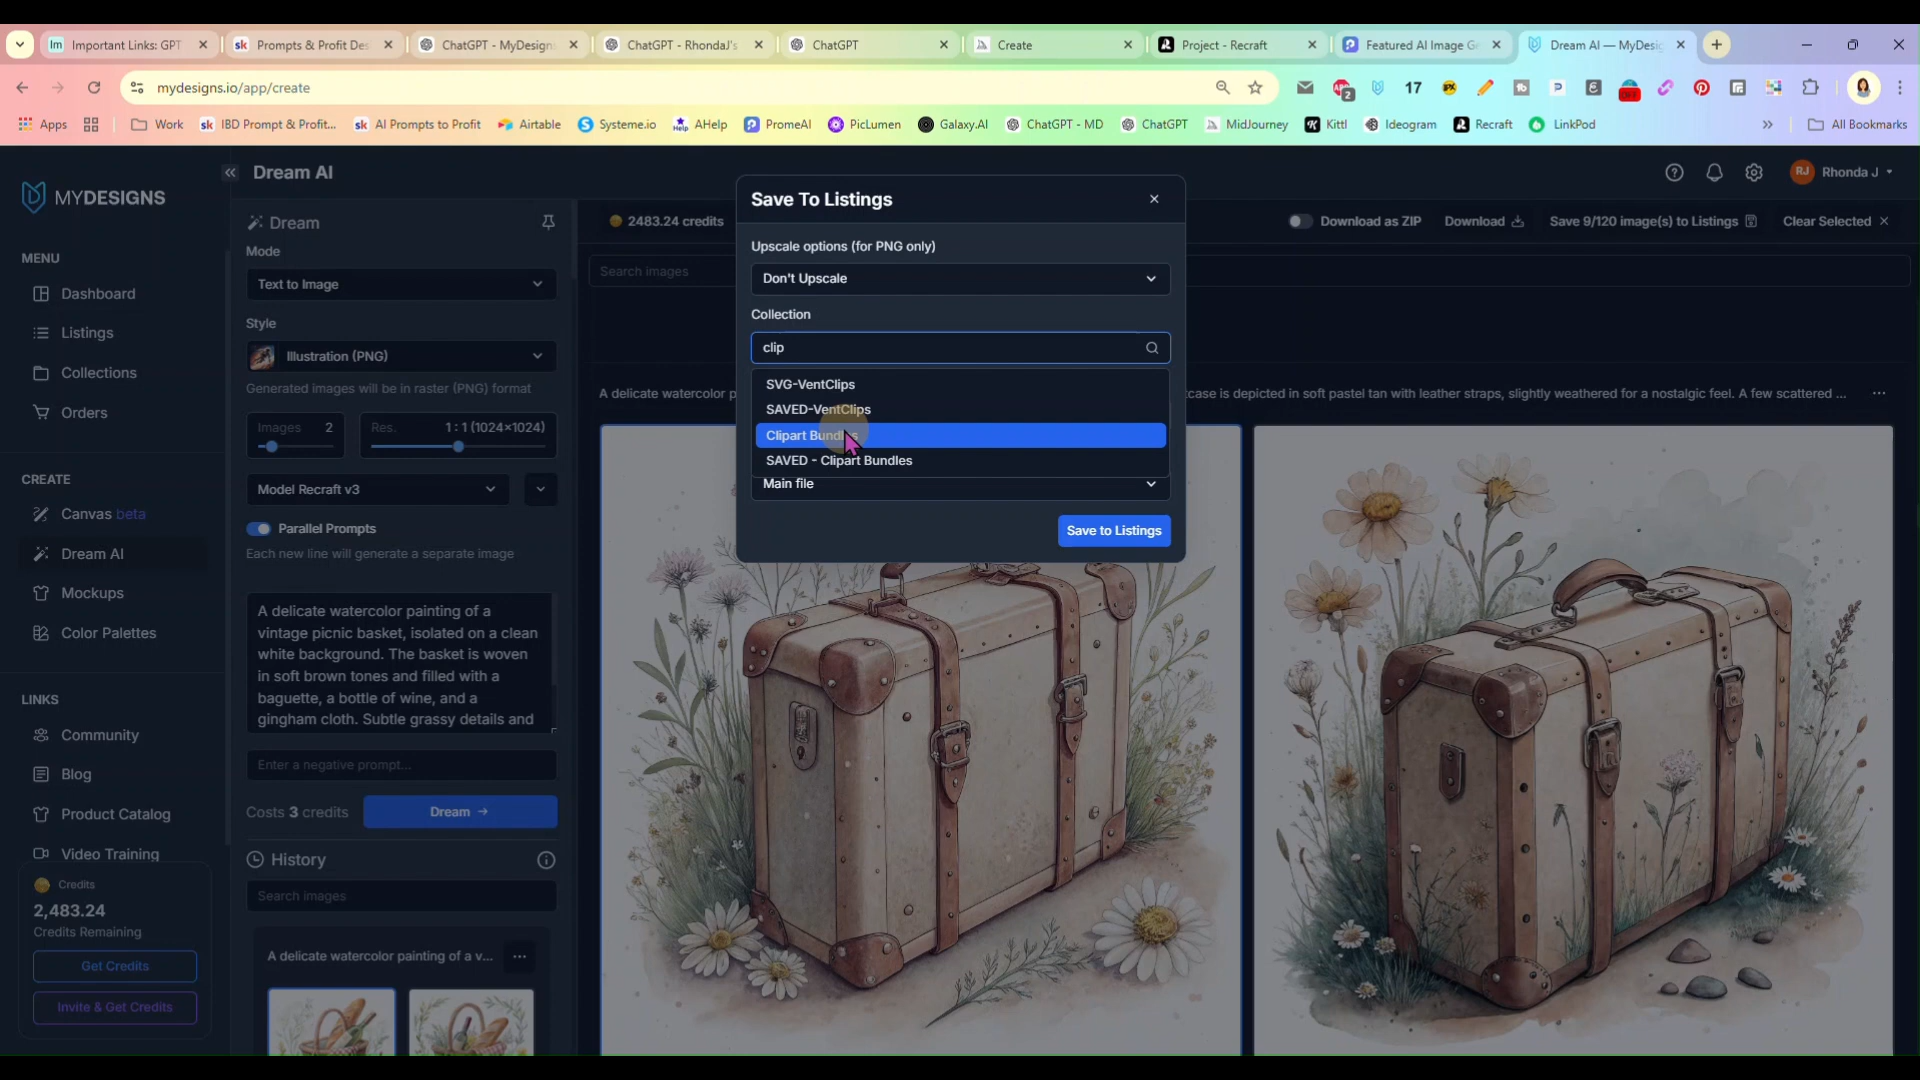 Important Links: GPT
Prompts & Profit Des
ChatGPT - MyDesigns
ChatGPT - RhondaJ's
ChatGPT
Create
Project - Recraft
Featured AI Image Ge
Dream AI — MyDesig
mydesigns.io/app/create
2
17
OFF
Apps
Work
IBD Prompt & Profit...
AI Prompts to Profit
Airtable
Systeme.io
AHelp
PromeAI
PicLumen
Galaxy.AI
ChatGPT - MD
ChatGPT
MidJourney
Kittl
Ideogram
Recraft
LinkPod
All Bookmarks
MYDESIGNS
Dream AI
RJ
Rhonda J
MENU
Dashboard
Listings
Collections
Orders
CREATE
Canvas beta
Dream AI
Mockups
Color Palettes
LINKS
Community
Blog
Product Catalog
Video Training
Credits
2,483.24
Credits Remaining
Get Credits
Invite & Get Credits
Dream
Mode
Text to Image
Style
Illustration (PNG)
Generated images will be in raster (PNG) format
Images 2
Res. 1 : 1 (1024×1024)
Model Recraft v3
Parallel Prompts
Each new line will generate a separate image
A delicate watercolor painting of a
vintage picnic basket, isolated on a clean
white background. The basket is woven
in soft brown tones and filled with a
baguette, a bottle of wine, and a
gingham cloth. Subtle grassy details and
Enter a negative prompt...
Costs 3 credits
Dream →
History
Search images
A delicate watercolor painting of a v...
2483.24 credits
Download as ZIP
Download
Save 9/120 image(s) to Listings
Clear Selected
Search images
A delicate watercolor p
case is depicted in soft pastel tan with leather straps, slightly weathered for a nostalgic feel. A few scattered ...
Save To Listings
Upscale options (for PNG only)
Don't Upscale
Collection
clip
SVG-VentClips
SAVED-VentClips
Clipart Bundles
SAVED - Clipart Bundles
Main file
Save to Listings